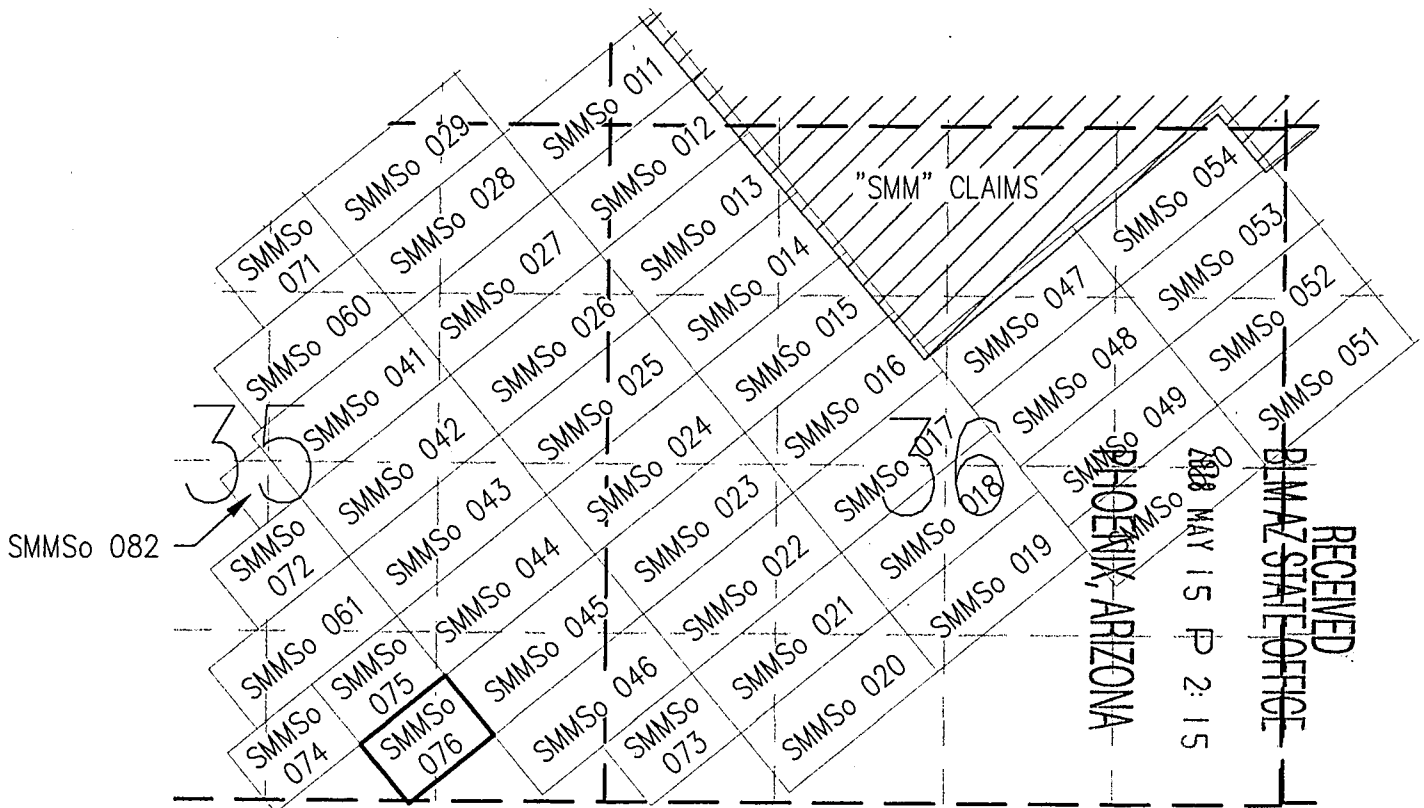 SMMSo 011
SMMSo 029
SMMSo 012
SMMSo 028
"SMM" CLAIMS
SMMSo 054
SMMSo 013
SMMSo
071
SMMSo 027
SMMSo 053
SMMSo 014
SMMSo 047
SMMSo 052
SMMSo 060
SMMSo 026
SMMSo 015
SMMSo 048
SMMSo 051
SMMSo 041
SMMSo 025
SMMSo 016
35
36
SMMSo 049
SMMSo 042
SMMSo 024
SMMSo 017
SMMSo 082
SMMSo
072
SMMSo 043
SMMSo 023
SMMSo 018
SMMSo
SMMSo 061
SMMSo 044
SMMSo 022
SMMSo 019
SMMSo
075
SMMSo 045
SMMSo 021
SMMSo
074
SMMSo
076
SMMSo 046
SMMSo
073
SMMSo 020
RECEIVED
BLM AZ STATE OFFICE
MAY 15 P 2:15
PHOENIX, ARIZONA